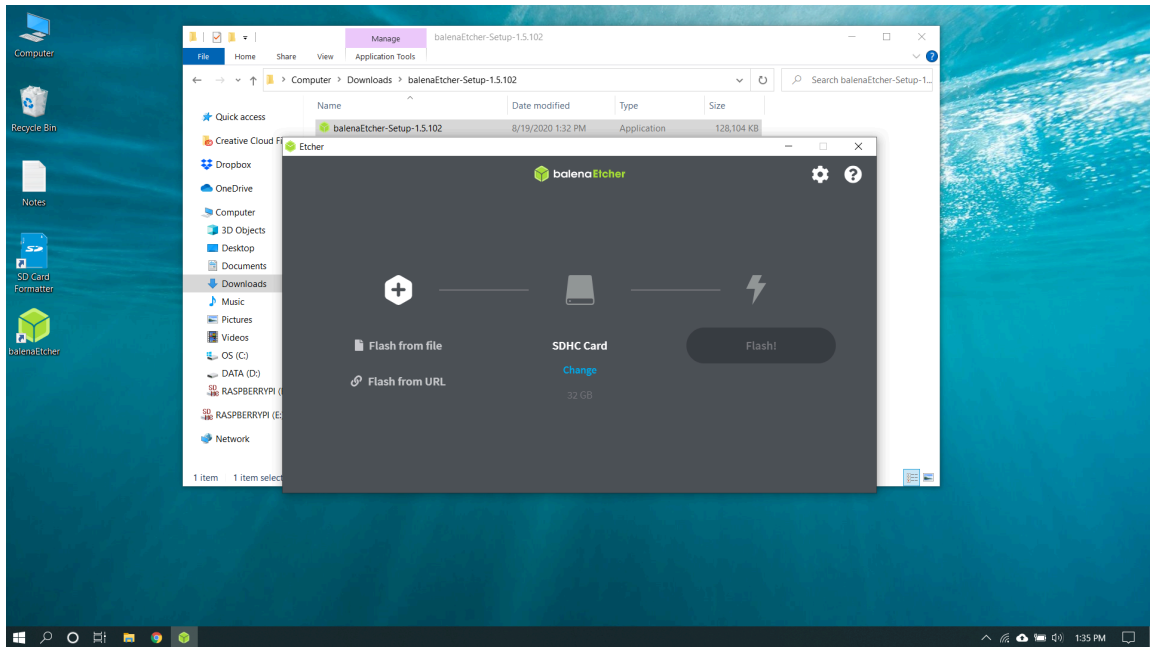 Computer
Recycle Bin
Notes
SD Card
Formatter
balenaEtcher
Manage
balenaEtcher-Setup-1.5.102
File Home Share View Application Tools
Computer > Downloads > balenaEtcher-Setup-1.5.102
Search balenaEtcher-Setup-1...
Name Date modified Type Size
balenaEtcher-Setup-1.5.102 8/19/2020 1:32 PM Application 128,104 KB
Quick access
Creative Cloud Fi
Dropbox
OneDrive
Computer
3D Objects
Desktop
Documents
Downloads
Music
Pictures
Videos
OS (C:)
DATA (D:)
RASPBERRYPI (
RASPBERRYPI (E:
Network
1 item 1 item select
Etcher
balenaEtcher
Flash from file
Flash from URL
SDHC Card
Change
32 GB
Flash!
1:35 PM